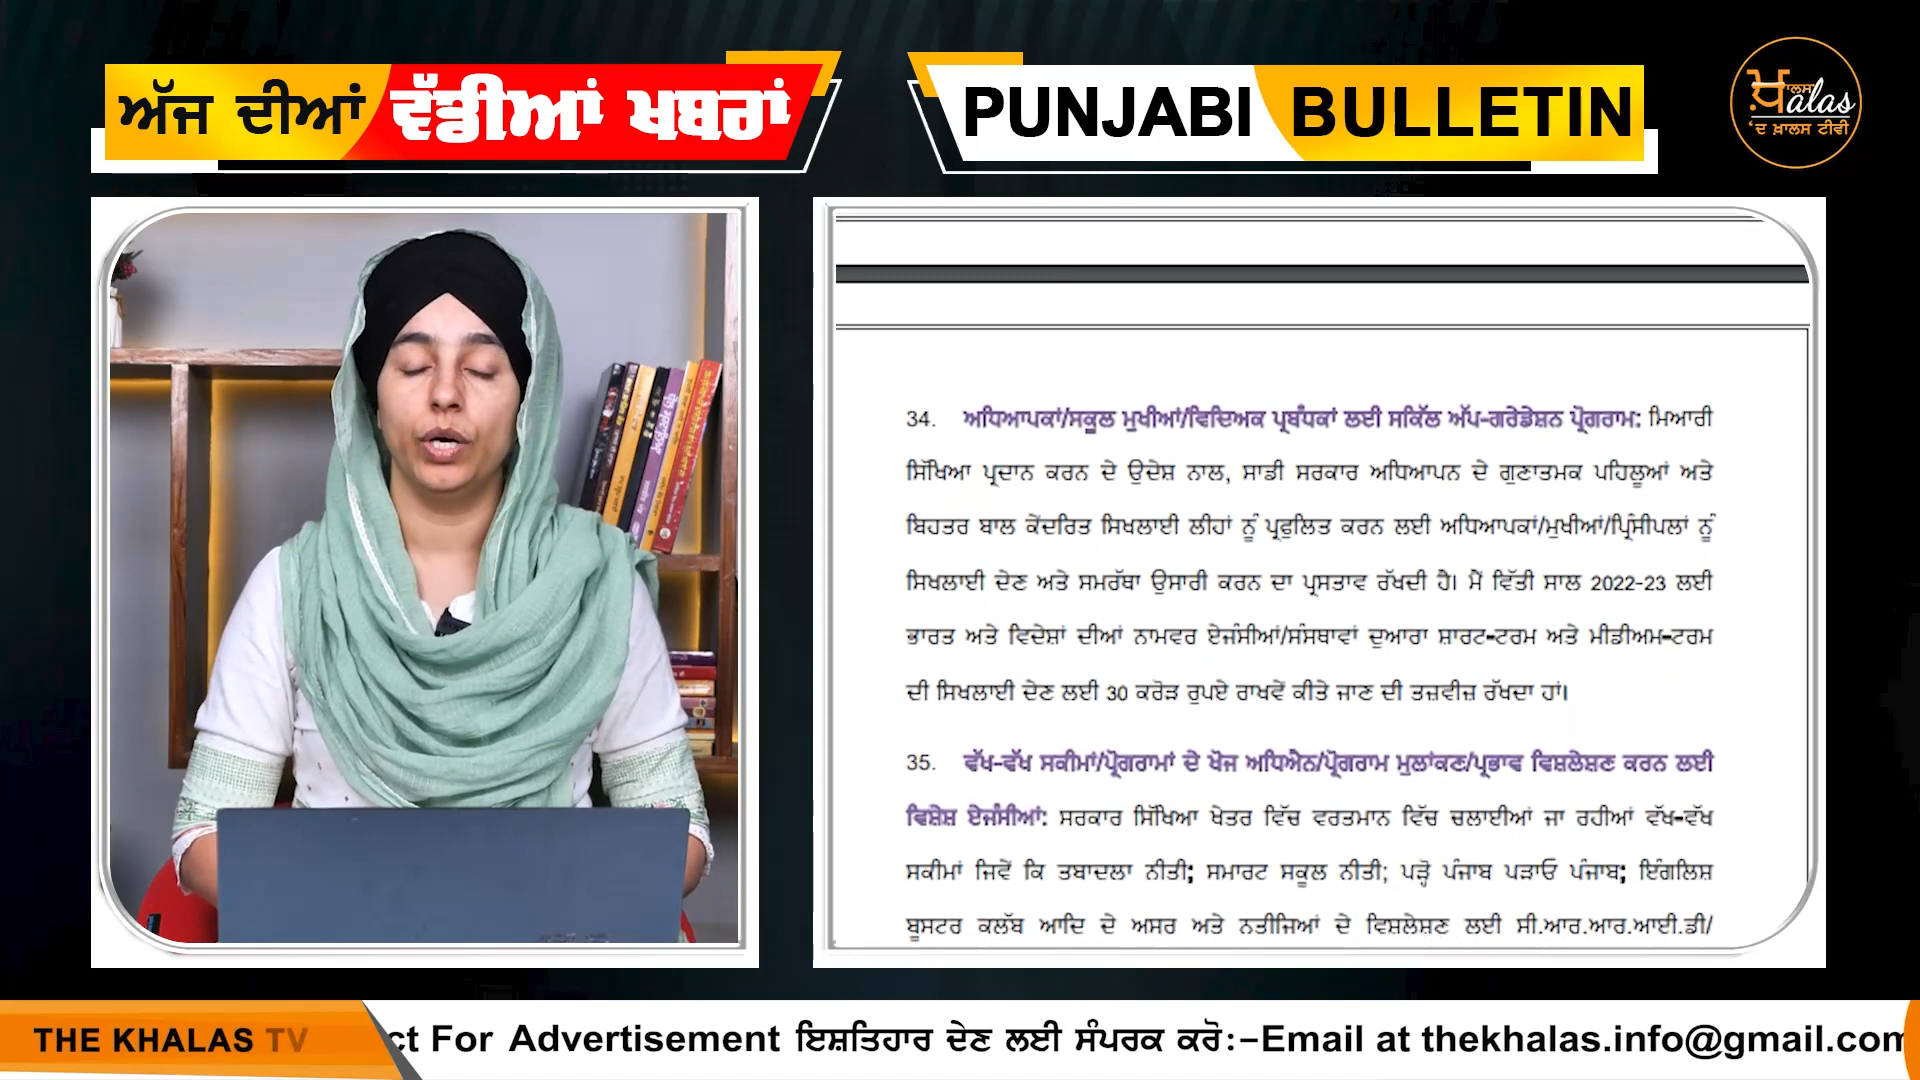 ਅੱਜ ਦੀਆਂ ਵੱਡੀਆਂ ਖਬਰਾਂ
PUNJABI BULLETIN
ਖ਼ਾਲਸ
alas
'ਦ ਖ਼ਾਲਸ ਟੀਵੀ
34. ਅਧਿਆਪਕਾਂ/ਸਕੂਲ ਮੁਖੀਆਂ/ਵਿਦਿਅਕ ਪ੍ਰਬੰਧਕਾਂ ਲਈ ਸਕਿੱਲ ਅੱਪ-ਗਰੇਡੇਸ਼ਨ ਪ੍ਰੋਗਰਾਮ: ਮਿਆਰੀ
ਸਿੱਖਿਆ ਪ੍ਰਦਾਨ ਕਰਨ ਦੇ ਉਦੇਸ਼ ਨਾਲ, ਸਾਡੀ ਸਰਕਾਰ ਅਧਿਆਪਨ ਦੇ ਗੁਣਾਤਮਕ ਪਹਿਲੂਆਂ ਅਤੇ
ਬਿਹਤਰ ਬਾਲ ਕੇਂਦਰਿਤ ਸਿਖਲਾਈ ਲੀਹਾਂ ਨੂੰ ਪ੍ਰਫੁਲਿਤ ਕਰਨ ਲਈ ਅਧਿਆਪਕਾਂ/ਮੁਖੀਆਂ/ਪ੍ਰਿੰਸੀਪਲਾਂ ਨੂੰ
ਸਿਖਲਾਈ ਦੇਣ ਅਤੇ ਸਮਰੱਥਾ ਉਸਾਰੀ ਕਰਨ ਦਾ ਪ੍ਰਸਤਾਵ ਰੱਖਦੀ ਹੈ। ਮੈਂ ਵਿੱਤੀ ਸਾਲ 2022-23 ਲਈ
ਭਾਰਤ ਅਤੇ ਵਿਦੇਸ਼ਾਂ ਦੀਆਂ ਨਾਮਵਰ ਏਜੰਸੀਆਂ/ਸੰਸਥਾਵਾਂ ਦੁਆਰਾ ਸ਼ਾਰਟ-ਟਰਮ ਅਤੇ ਮੀਡੀਅਮ-ਟਰਮ
ਦੀ ਸਿਖਲਾਈ ਦੇਣ ਲਈ 30 ਕਰੋੜ ਰੁਪਏ ਰਾਖਵੇਂ ਕੀਤੇ ਜਾਣ ਦੀ ਤਜ਼ਵੀਜ਼ ਰੱਖਦਾ ਹਾਂ।
35. ਵੱਖ-ਵੱਖ ਸਕੀਮਾਂ/ਪ੍ਰੋਗਰਾਮਾਂ ਦੇ ਖੋਜ ਅਧਿਐਨ/ਪ੍ਰੋਗਰਾਮ ਮੁਲਾਂਕਣ/ਪ੍ਰਭਾਵ ਵਿਸ਼ਲੇਸ਼ਣ ਕਰਨ ਲਈ
ਵਿਸ਼ੇਸ਼ ਏਜੰਸੀਆਂ: ਸਰਕਾਰ ਸਿੱਖਿਆ ਖੇਤਰ ਵਿੱਚ ਵਰਤਮਾਨ ਵਿੱਚ ਚਲਾਈਆਂ ਜਾ ਰਹੀਆਂ ਵੱਖ-ਵੱਖ
ਸਕੀਮਾਂ ਜਿਵੇਂ ਕਿ ਤਬਾਦਲਾ ਨੀਤੀ; ਸਮਾਰਟ ਸਕੂਲ ਨੀਤੀ; ਪੜ੍ਹੋ ਪੰਜਾਬ ਪੜਾਓ ਪੰਜਾਬ; ਇੰਗਲਿਸ਼
ਬੂਸਟਰ ਕਲੱਬ ਆਦਿ ਦੇ ਅਸਰ ਅਤੇ ਨਤੀਜਿਆਂ ਦੇ ਵਿਸ਼ਲੇਸ਼ਣ ਲਈ ਸੀ.ਆਰ.ਆਰ.ਆਈ.ਡੀ/
THE KHALAS TV
ct For Advertisement ਇਸ਼ਤਿਹਾਰ ਦੇਣ ਲਈ ਸੰਪਰਕ ਕਰੋ:-Email at thekhalas.info@gmail.com